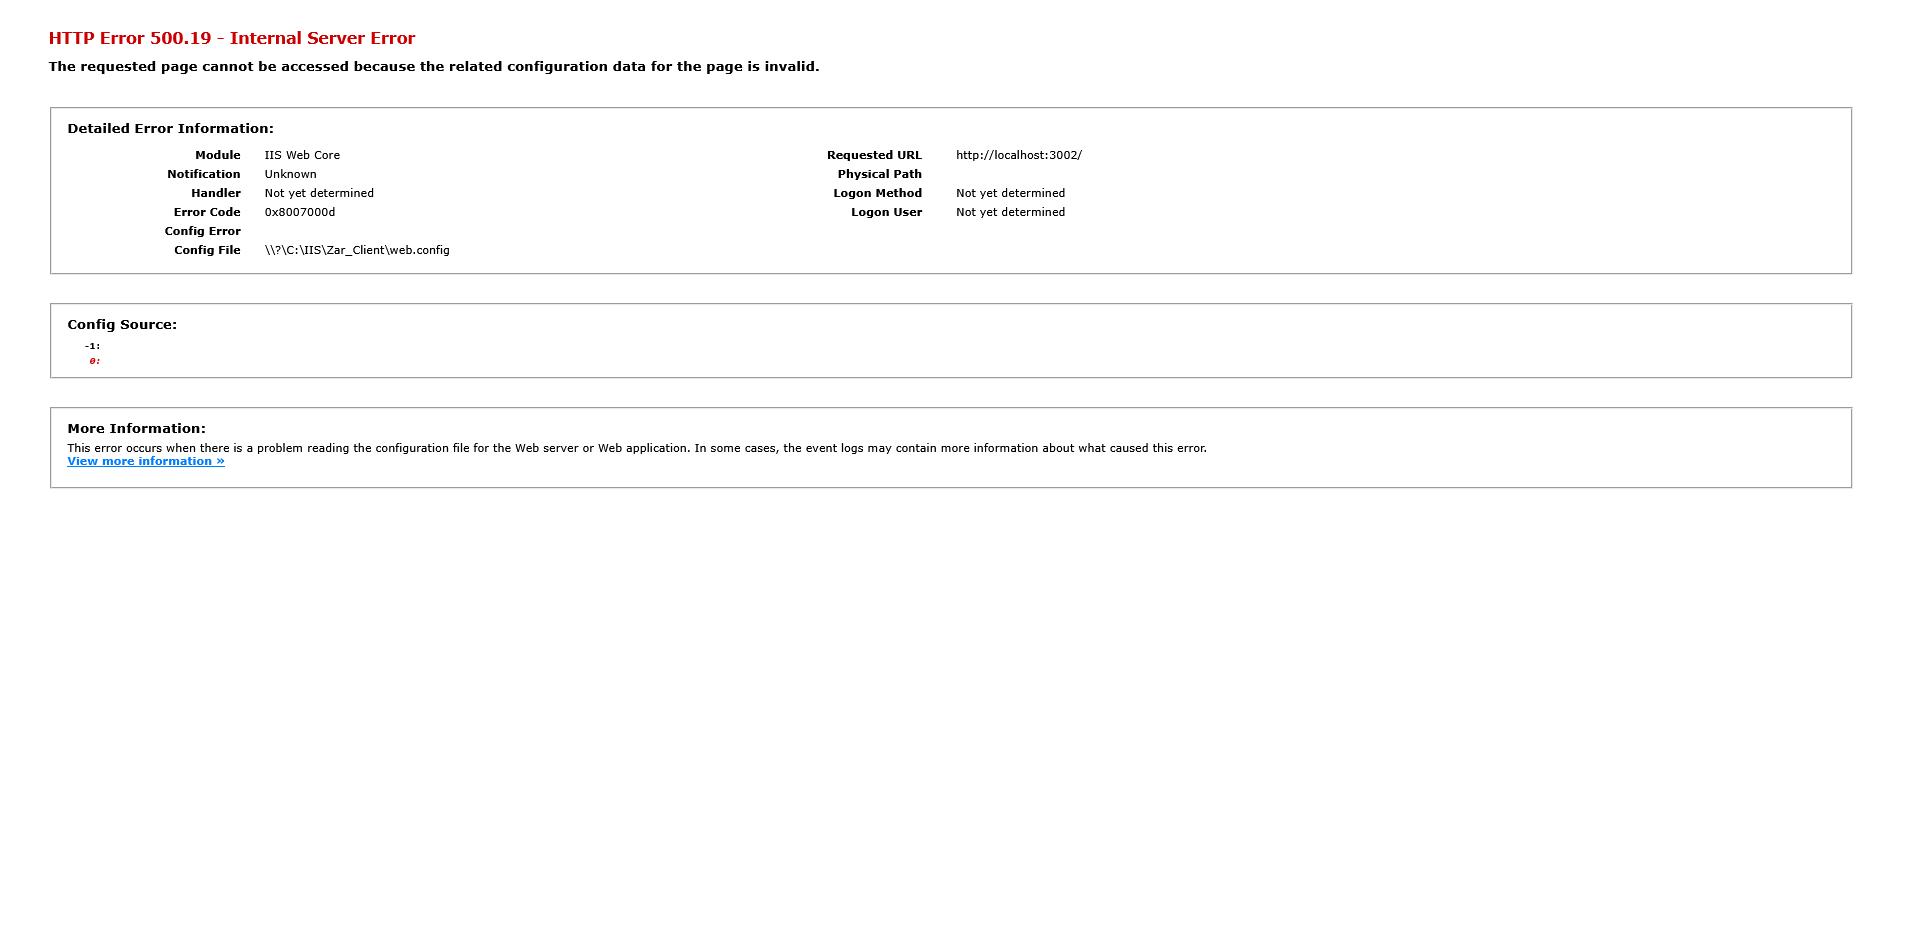 HTTP Error 500.19 - Internal Server Error
The requested page cannot be accessed because the related configuration data for the page is invalid.
Detailed Error Information:
Module IIS Web Core
Notification Unknown
Handler Not yet determined
Error Code 0x8007000d
Config Error
Config File \\?\C:\IIS\Zar_Client\web.config
Requested URL http://localhost:3002/
Physical Path
Logon Method Not yet determined
Logon User Not yet determined
Config Source:
-1:
0:
More Information:
This error occurs when there is a problem reading the configuration file for the Web server or Web application. In some cases, the event logs may contain more information about what caused this error.
View more information »